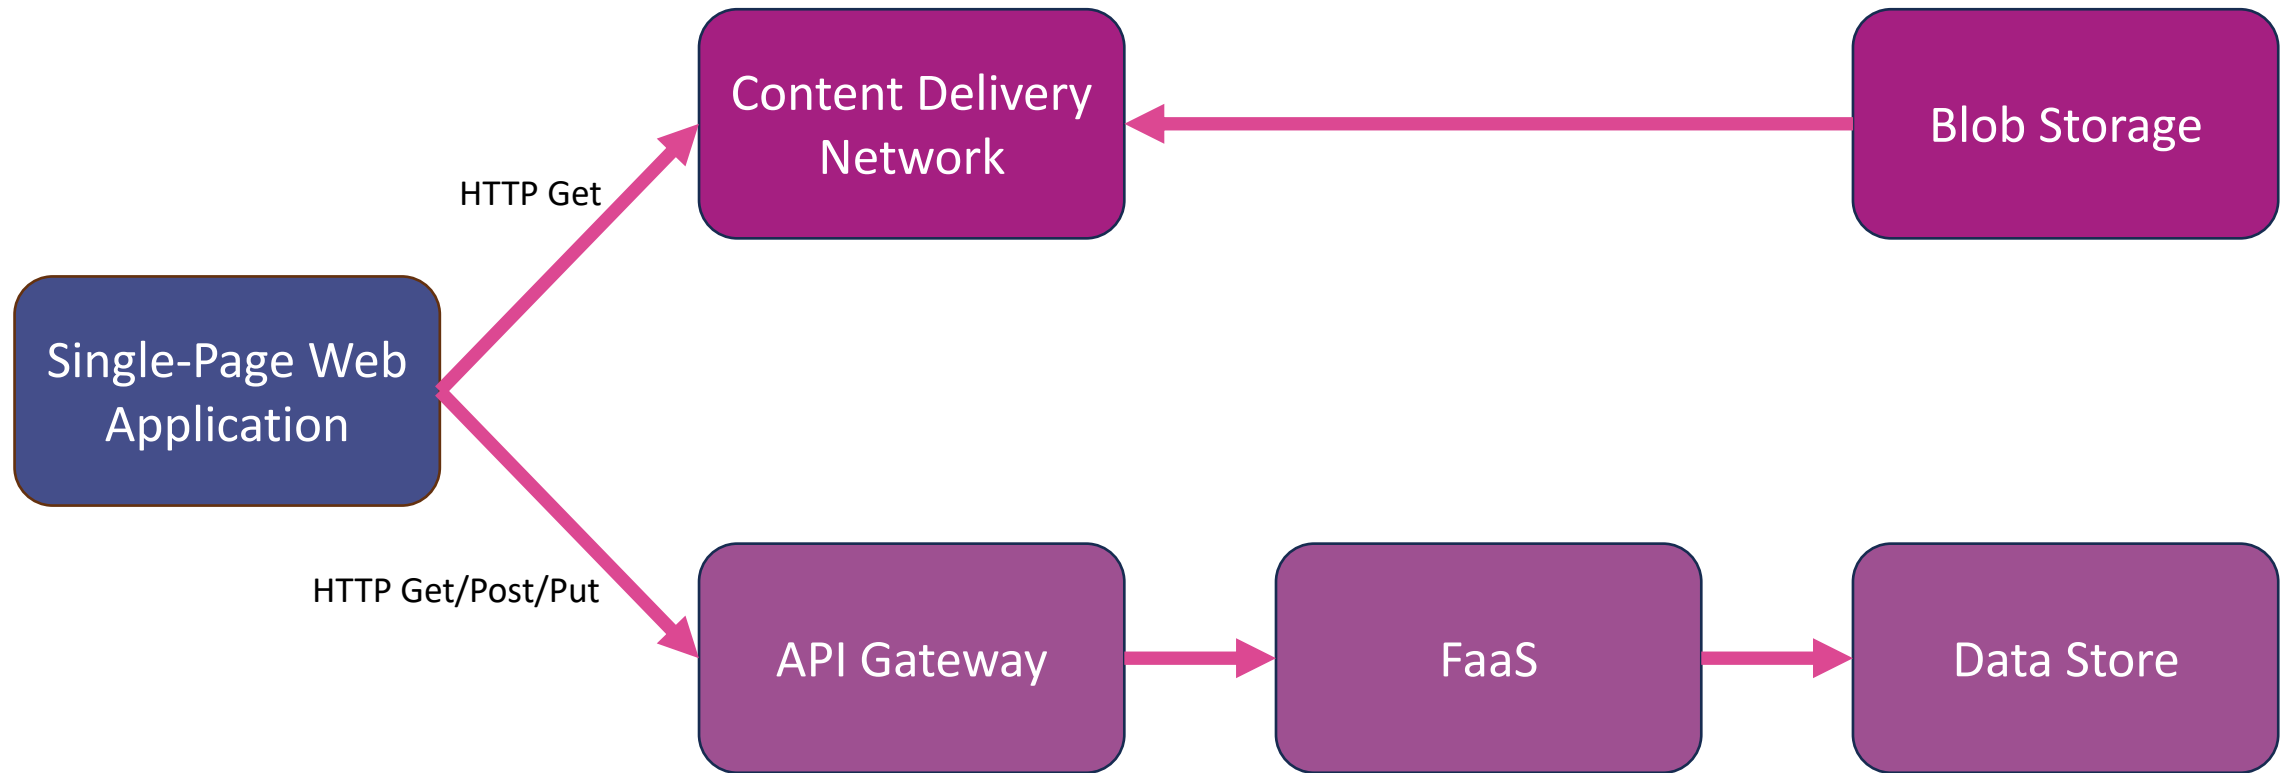 Content Delivery
Network
Blob Storage
HTTP Get
Single-Page Web
Application
HTTP Get/Post/Put
API Gateway
FaaS
Data Store